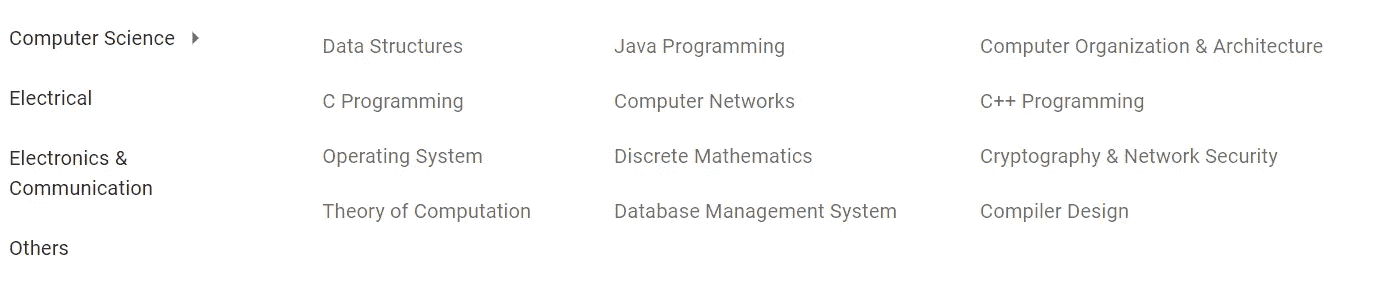 Computer Science
Electrical
Electronics &
Communication
Others
Data Structures
C Programming
Operating System
Theory of Computation
Java Programming
Computer Networks
Discrete Mathematics
Database Management System
Computer Organization & Architecture
C++ Programming
Cryptography & Network Security
Compiler Design